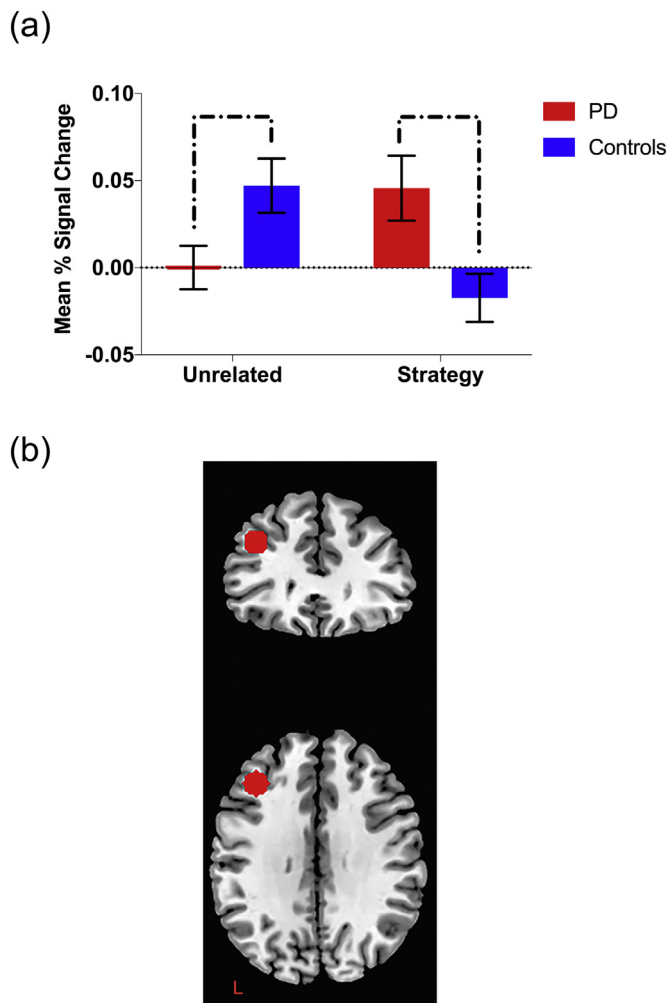 (a)
Mean % Signal Change
0.10
0.05
0.00
-0.05
Unrelated
Strategy
PD
Controls
(b)
L